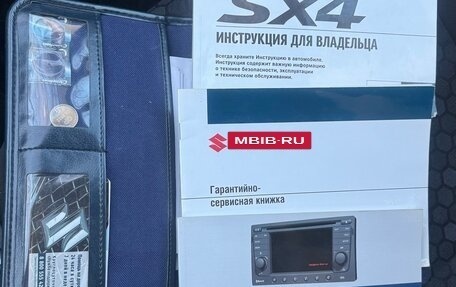 SX4
ИНСТРУКЦИЯ ДЛЯ ВЛАДЕЛЬЦА
Всегда храните Инструкцию в автомобиле.
Инструкция содержит важную информацию
о технике безопасности, эксплуатации
и техническом обслуживании.
MBIB-RU
Гарантийно-
сервисная книжка